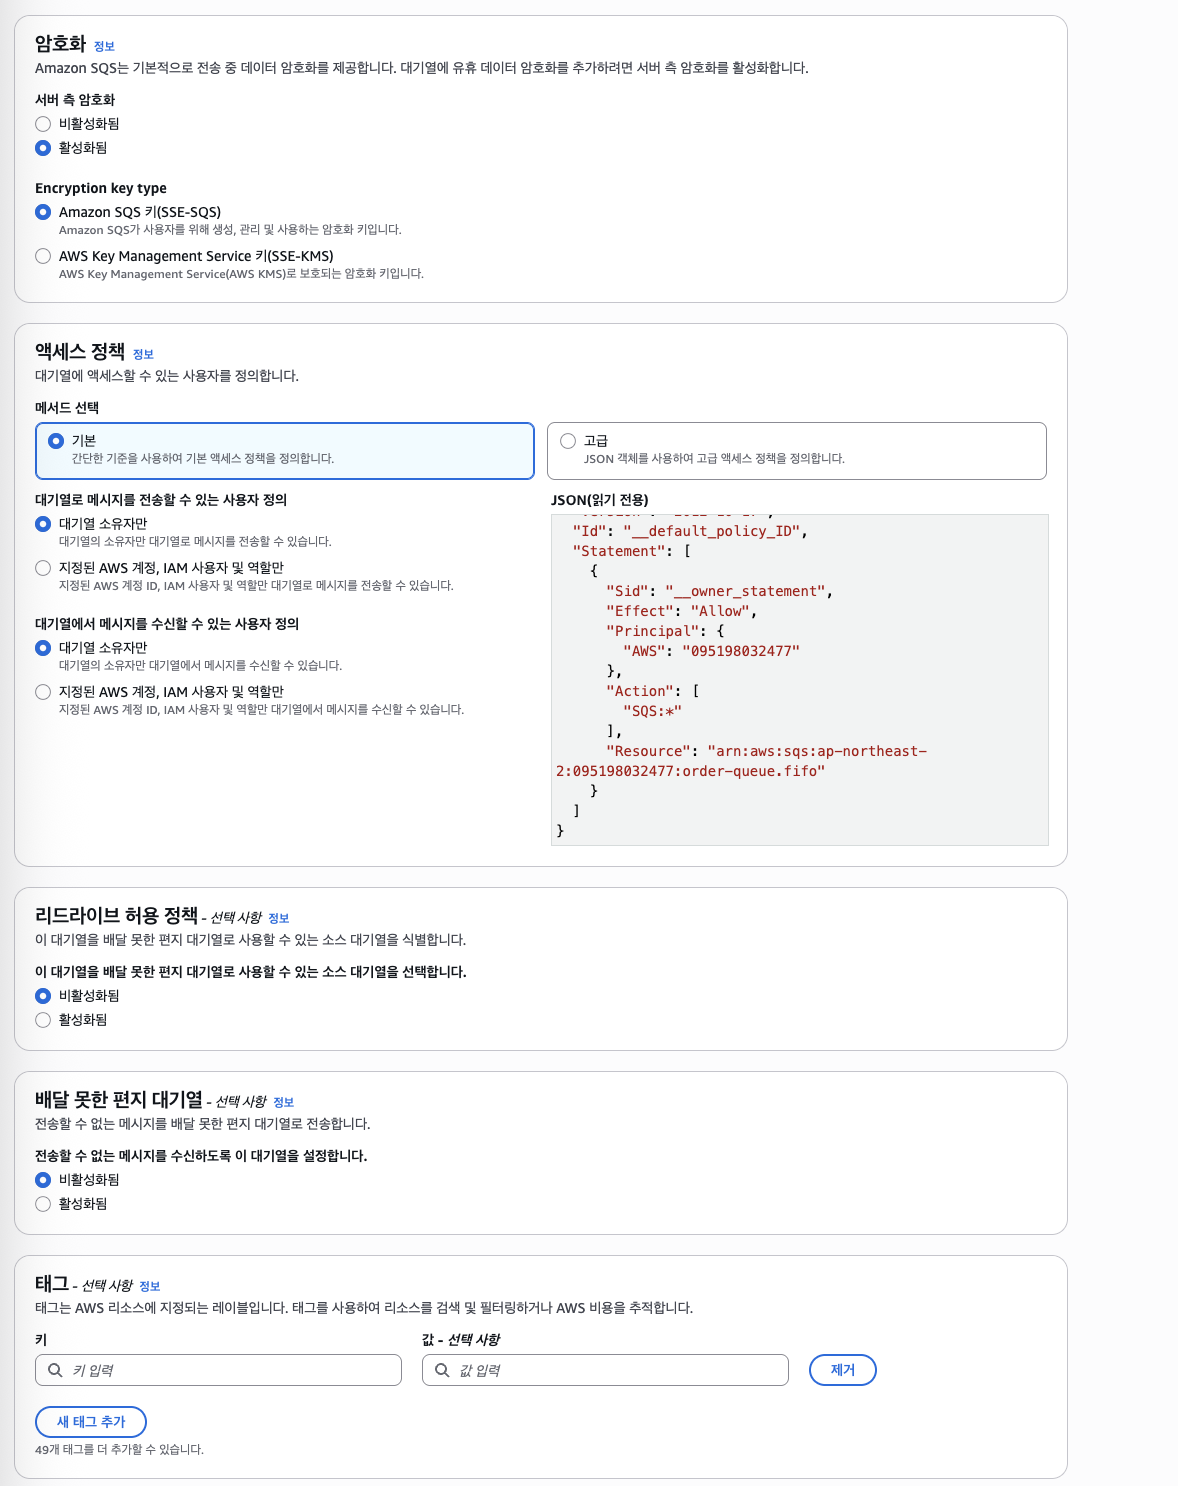 암호화 정보
Amazon SQS는 기본적으로 전송 중 데이터 암호화를 제공합니다. 대기열에 유휴 데이터 암호화를 추가하려면 서버 측 암호화를 활성화합니다.
서버 측 암호화
비활성화됨
활성화됨
Encryption key type
Amazon SQS 키(SSE-SQS)
Amazon SQS가 사용자를 위해 생성, 관리 및 사용하는 암호화 키입니다.
AWS Key Management Service 키(SSE-KMS)
AWS Key Management Service(AWS KMS)로 보호되는 암호화 키입니다.
액세스 정책 정보
대기열에 액세스할 수 있는 사용자를 정의합니다.
메서드 선택
기본
간단한 기준을 사용하여 기본 액세스 정책을 정의합니다.
고급
JSON 객체를 사용하여 고급 액세스 정책을 정의합니다.
대기열로 메시지를 전송할 수 있는 사용자 정의
대기열 소유자만
대기열의 소유자만 대기열로 메시지를 전송할 수 있습니다.
지정된 AWS 계정, IAM 사용자 및 역할만
지정된 AWS 계정 ID, IAM 사용자 및 역할만 대기열로 메시지를 전송할 수 있습니다.
대기열에서 메시지를 수신할 수 있는 사용자 정의
대기열 소유자만
대기열의 소유자만 대기열에서 메시지를 수신할 수 있습니다.
지정된 AWS 계정, IAM 사용자 및 역할만
지정된 AWS 계정 ID, IAM 사용자 및 역할만 대기열에서 메시지를 수신할 수 있습니다.
JSON(읽기 전용)
"Id": "__default_policy_ID",
"Statement": [
{
"Sid": "__owner_statement",
"Effect": "Allow",
"Principal": {
"AWS": "095198032477"
},
"Action": [
"SQS:*"
],
"Resource": "arn:aws:sqs:ap-northeast-
2:095198032477:order-queue.fifo"
}
]
}
리드라이브 허용 정책 - 선택 사항 정보
이 대기열을 배달 못한 편지 대기열로 사용할 수 있는 소스 대기열을 식별합니다.
이 대기열을 배달 못한 편지 대기열로 사용할 수 있는 소스 대기열을 선택합니다.
비활성화됨
활성화됨
배달 못한 편지 대기열 - 선택 사항 정보
전송할 수 없는 메시지를 배달 못한 편지 대기열로 전송합니다.
전송할 수 없는 메시지를 수신하도록 이 대기열을 설정합니다.
비활성화됨
활성화됨
태그 - 선택 사항 정보
태그는 AWS 리소스에 지정되는 레이블입니다. 태그를 사용하여 리소스를 검색 및 필터링하거나 AWS 비용을 추적합니다.
키
값 - 선택 사항
키 입력
값 입력
제거
새 태그 추가
49개 태그를 더 추가할 수 있습니다.